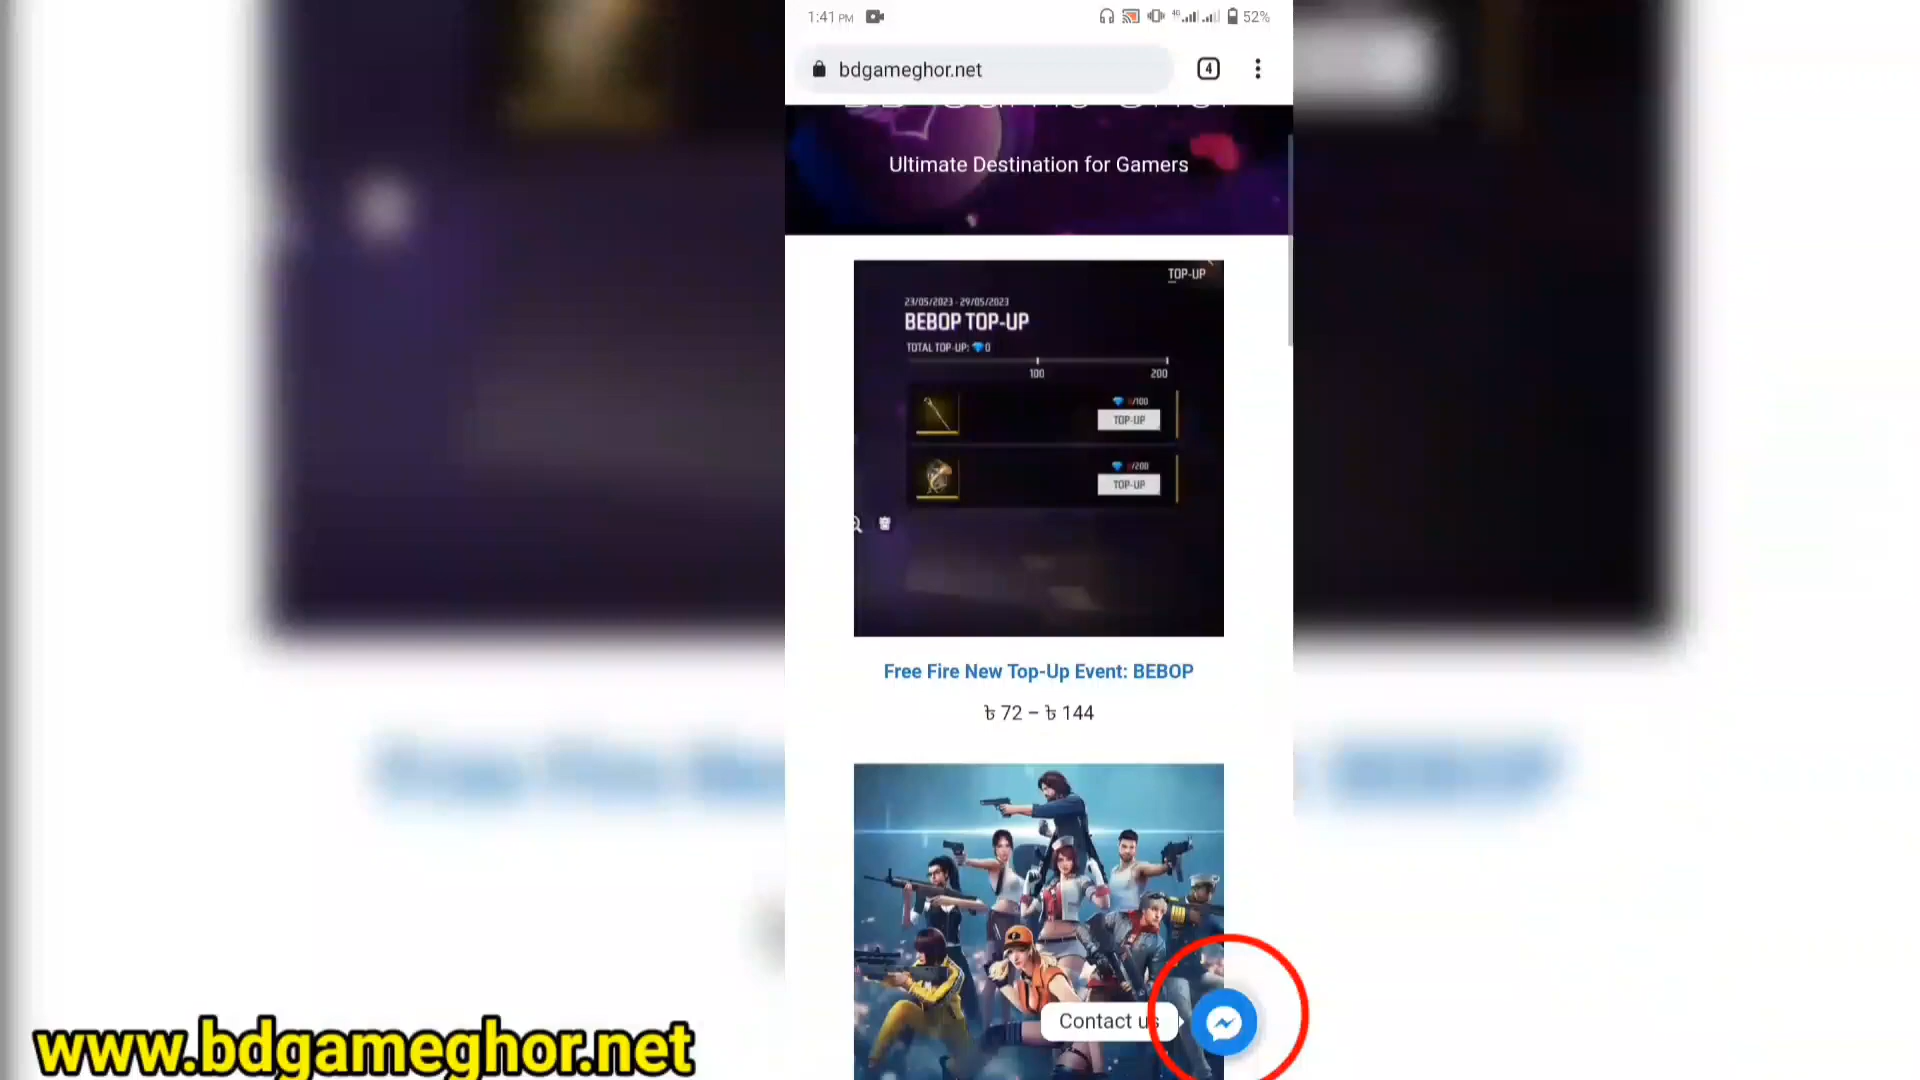 1:41 PM
4G
52%
bdgameghor.net
4
Ultimate Destination for Gamers
TOP-UP
23/05/2023 - 29/05/2023
BEBOP TOP-UP
TOTAL TOP-UP: 0
100
200
/100
TOP-UP
/200
TOP-UP
Free Fire New Top-Up Event: BEBOP
৳ 72 – ৳ 144
Contact us
www.bdgameghor.net